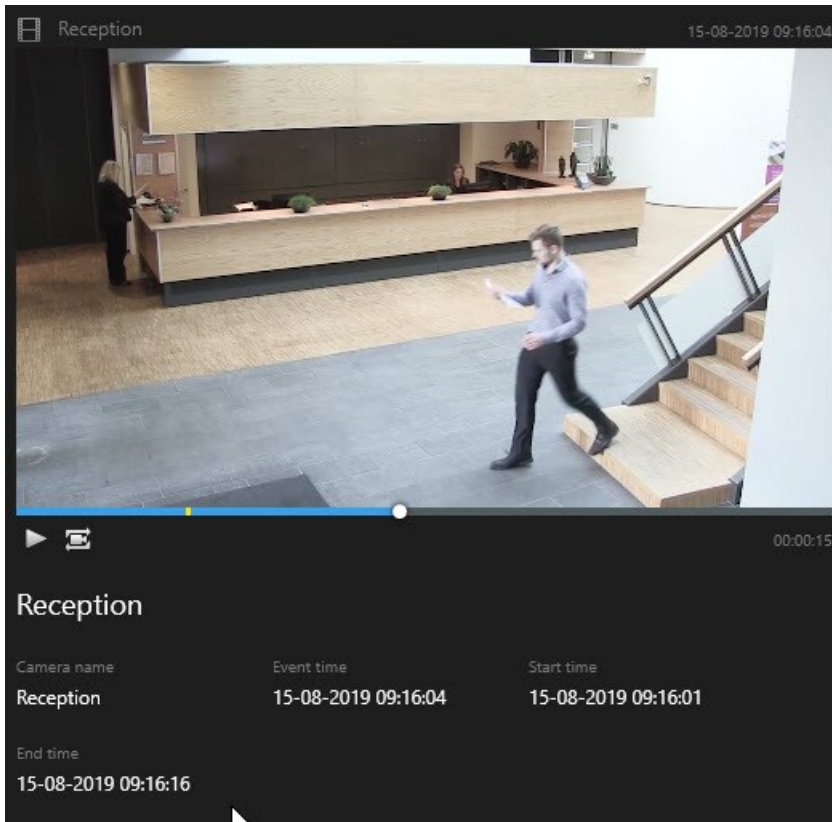 Reception
15-08-2019 09:16:04
00:00:15
Reception
Camera name
Event time
Start time
Reception
15-08-2019 09:16:04
15-08-2019 09:16:01
End time
15-08-2019 09:16:16